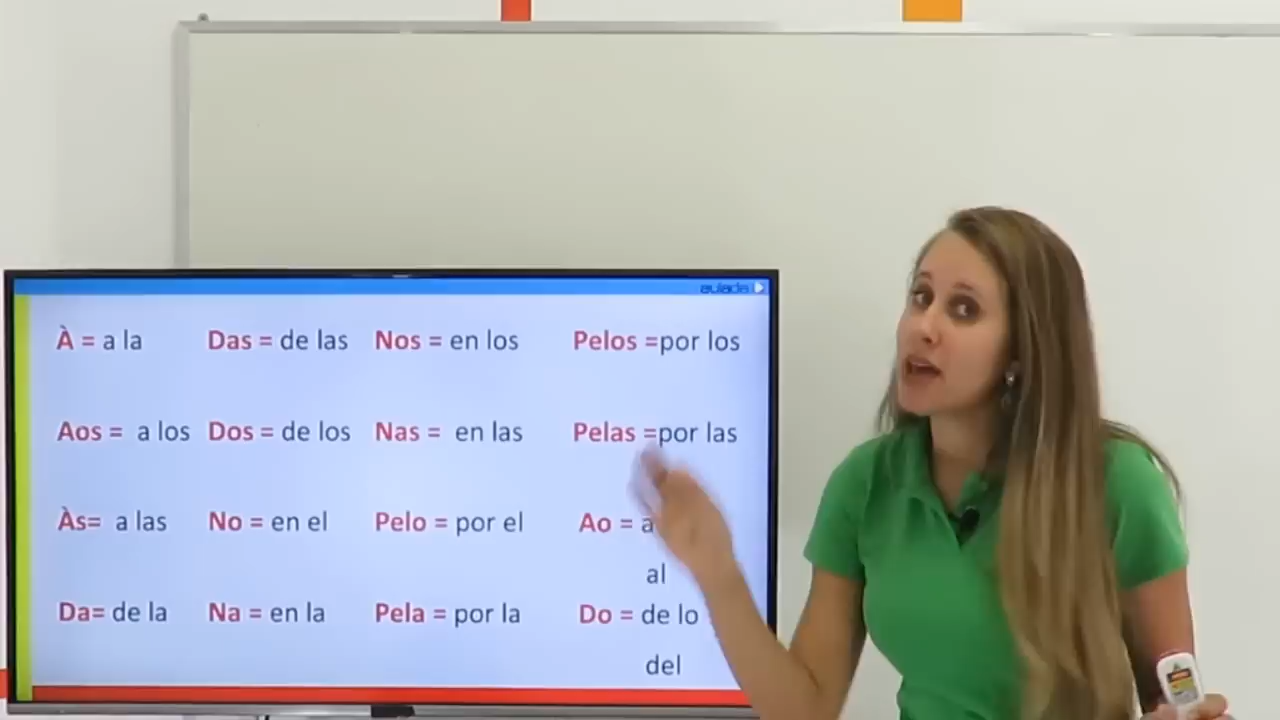 aulada
À = a la Das = de las Nos = en los Pelos =por los
Aos = a los Dos = de los Nas = en las Pelas =por las
Às= a las No = en el Pelo = por el Ao = a
al
Da= de la Na = en la Pela = por la Do = de lo
del